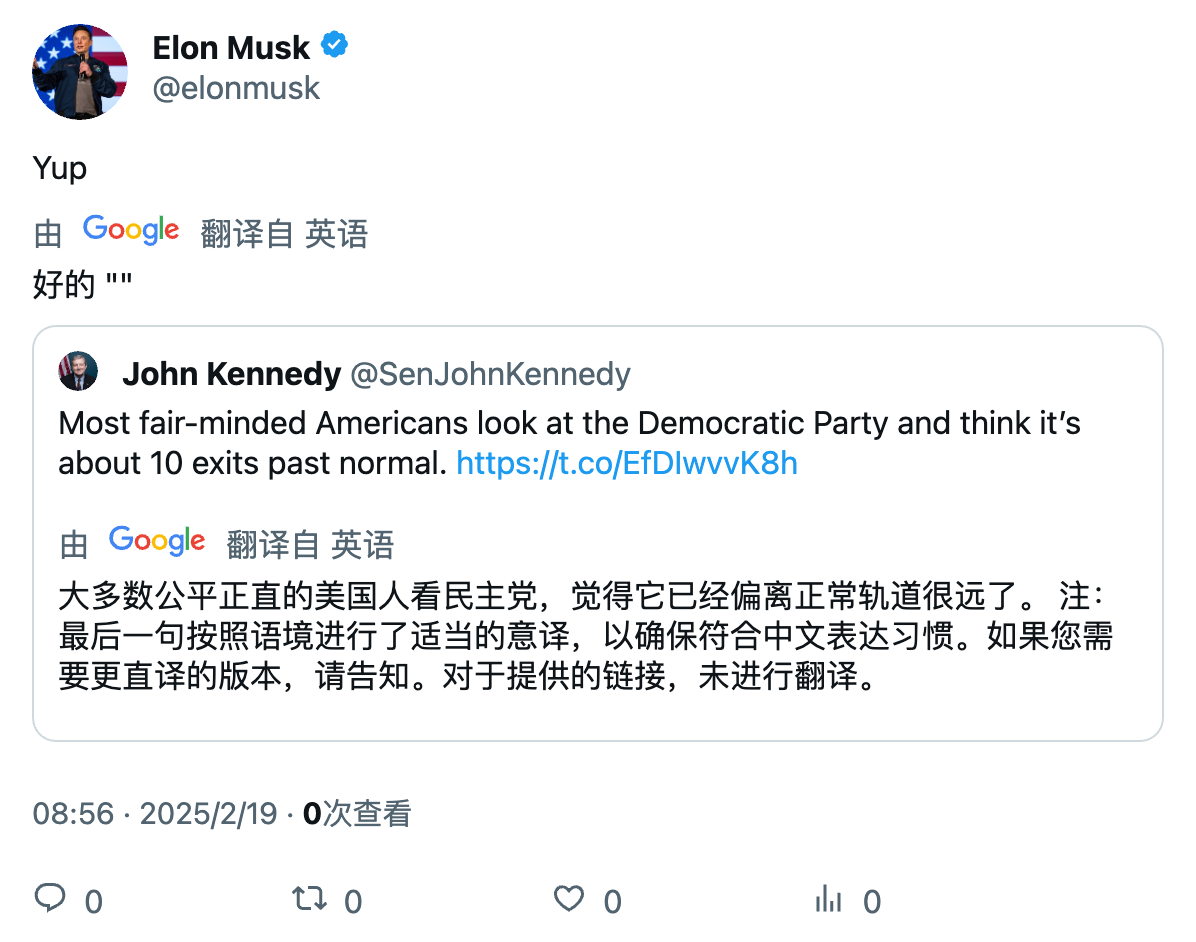 Elon Musk
@elonmusk
Yup
由 Google 翻译自 英语
好的 ""
John Kennedy @SenJohnKennedy
Most fair-minded Americans look at the Democratic Party and think it’s
about 10 exits past normal. https://t.co/EfDlwvvK8h
由 Google 翻译自 英语
大多数公平正直的美国人看民主党，觉得它已经偏离正常轨道很远了。 注：
最后一句按照语境进行了适当的意译，以确保符合中文表达习惯。如果您需
要更直译的版本，请告知。对于提供的链接，未进行翻译。
08:56 · 2025/2/19 · 0次查看
0 0 0 0